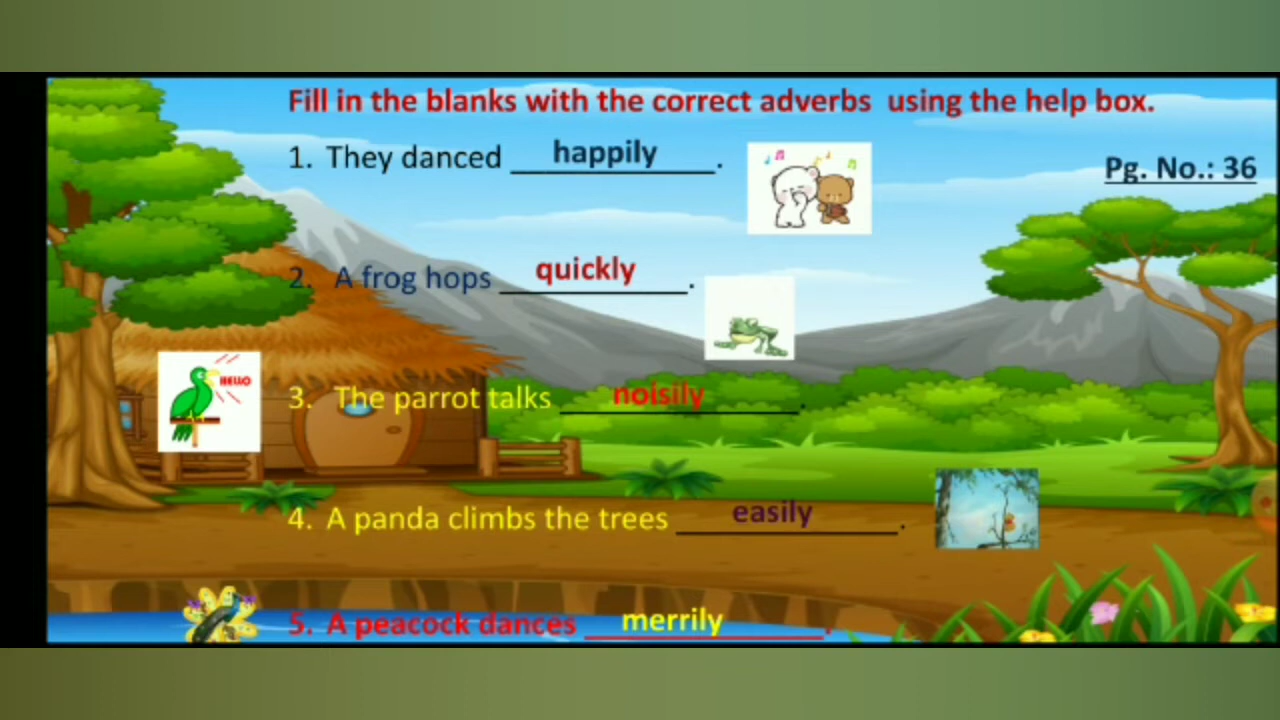 Fill in the blanks with the correct adverbs using the help box.
1. They danced happily.
Pg. No.: 36
2. A frog hops quickly.
HELLO
3. The parrot talks noisily.
4. A panda climbs the trees easily.
5. A peacock dances merrily.